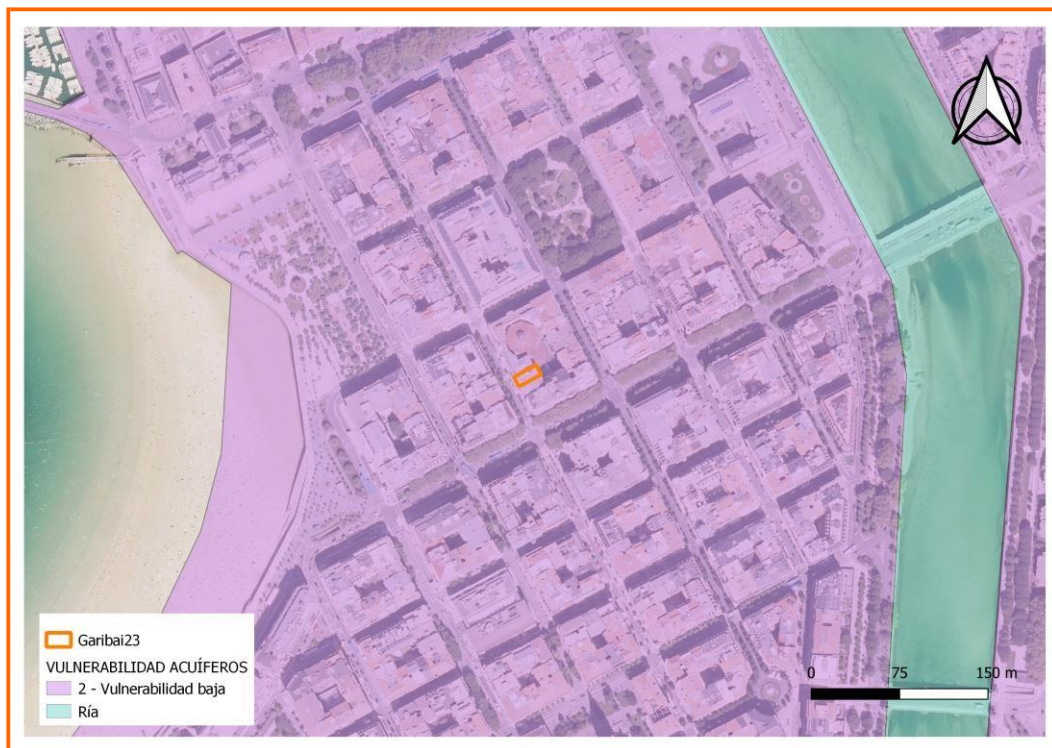 Garibai23
VULNERABILIDAD ACUÍFEROS
2 - Vulnerabilidad baja
Ría
0 75 150 m